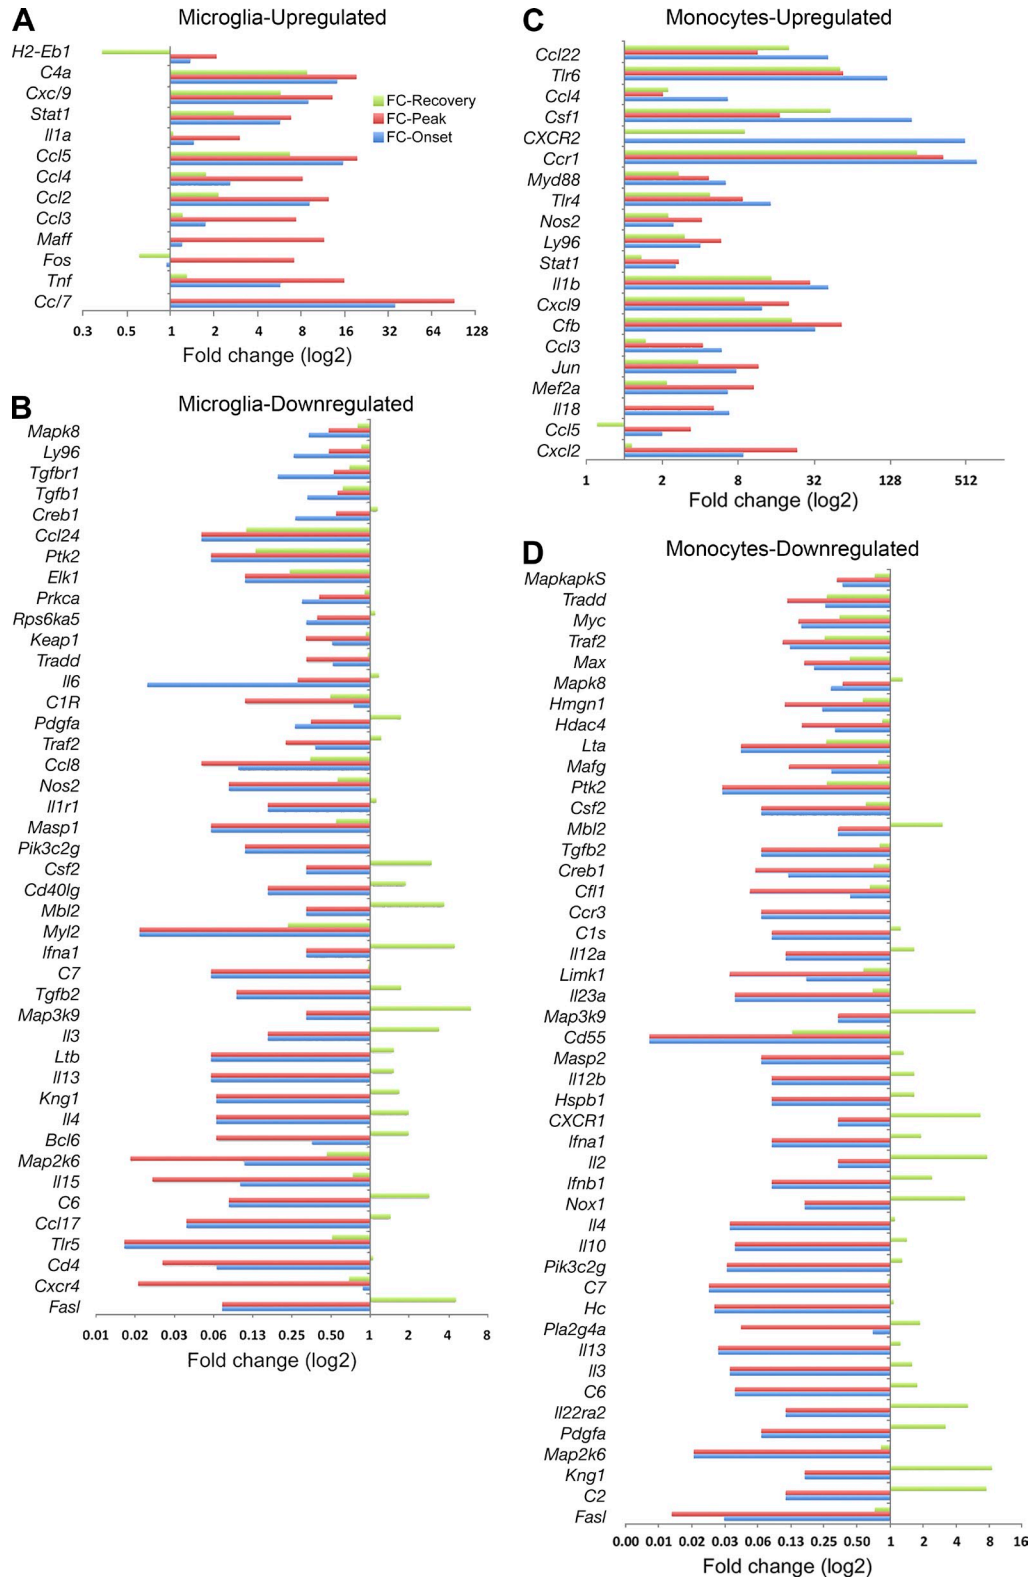 A
Microglia-Upregulated
H2-Eb1
C4a
Cxc/9
Stat1
Il1a
Ccl5
Ccl4
Ccl2
Ccl3
Maff
Fos
Tnf
Cc/7
FC-Recovery
FC-Peak
FC-Onset
0.3 0.5 1 2 4 8 16 32 64 128
Fold change (log2)
B
Microglia-Downregulated
Mapk8
Ly96
Tgfbr1
Tgfb1
Creb1
Ccl24
Ptk2
Elk1
Prkca
Rps6ka5
Keap1
Tradd
Il6
C1R
Pdgfa
Traf2
Ccl8
Nos2
Il1r1
Masp1
Pik3c2g
Csf2
Cd40lg
Mbl2
Myl2
Ifna1
C7
Tgfb2
Map3k9
Il3
Ltb
Il13
Kng1
Il4
Bcl6
Map2k6
Il15
C6
Ccl17
Tlr5
Cd4
Cxcr4
Fasl
0.01 0.02 0.03 0.06 0.13 0.25 0.50 1 2 4 8
Fold change (log2)
C
Monocytes-Upregulated
Ccl22
Tlr6
Ccl4
Csf1
CXCR2
Ccr1
Myd88
Tlr4
Nos2
Ly96
Stat1
Il1b
Cxcl9
Cfb
Ccl3
Jun
Mef2a
Il18
Ccl5
Cxcl2
1 2 8 32 128 512
Fold change (log2)
D
Monocytes-Downregulated
MapkapkS
Tradd
Myc
Traf2
Max
Mapk8
Hmgn1
Hdac4
Lta
Mafg
Ptk2
Csf2
Mbl2
Tgfb2
Creb1
Cfl1
Ccr3
C1s
Il12a
Limk1
Il23a
Map3k9
Cd55
Masp2
Il12b
Hspb1
CXCR1
Ifna1
Il2
Ifnb1
Nox1
Il4
Il10
Pik3c2g
C7
Hc
Pla2g4a
Il13
Il3
C6
Il22ra2
Pdgfa
Map2k6
Kng1
C2
Fasl
0.00 0.01 0.02 0.03 0.06 0.13 0.25 0.50 1 2 4 8 16
Fold change (log2)